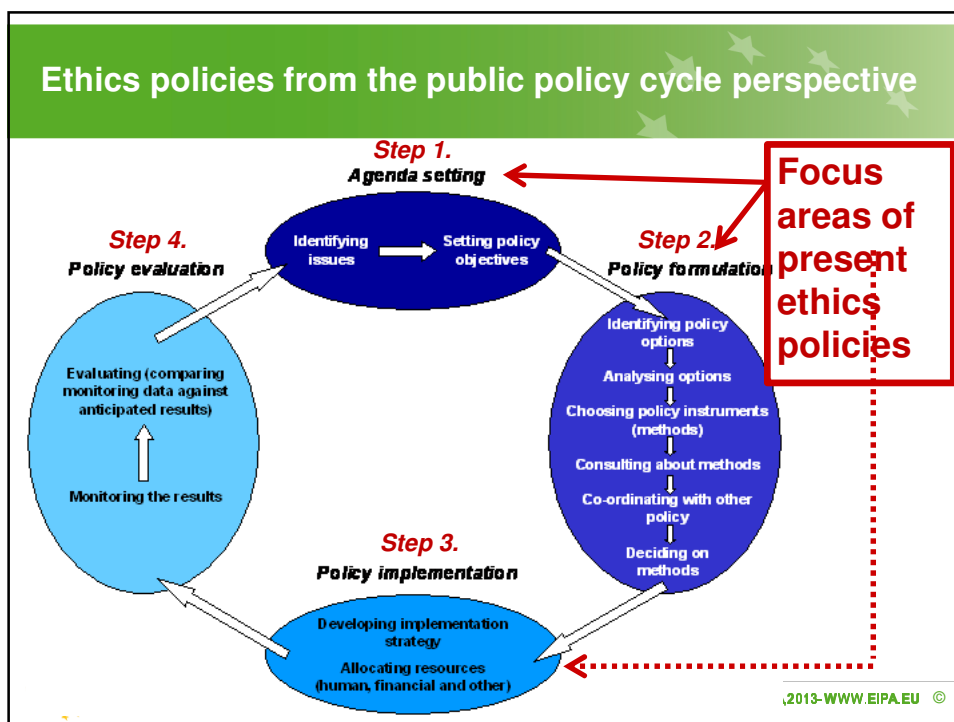 Ethics policies from the public policy cycle perspective
Step 1.
Agenda setting
Identifying
issues
Setting policy
objectives
Focus
areas of
present
ethics
policies
Step 2.
Policy formulation
Identifying policy
options
Analysing options
Choosing policy instruments
(methods)
Consulting about methods
Co-ordinating with other
policy
Deciding on
methods
Step 3.
Policy implementation
Developing implementation
strategy
Allocating resources
(human, financial and other)
Step 4.
Policy evaluation
Evaluating (comparing
monitoring data against
anticipated results)
Monitoring the results
,2013-WWW.EIPA.EU ©